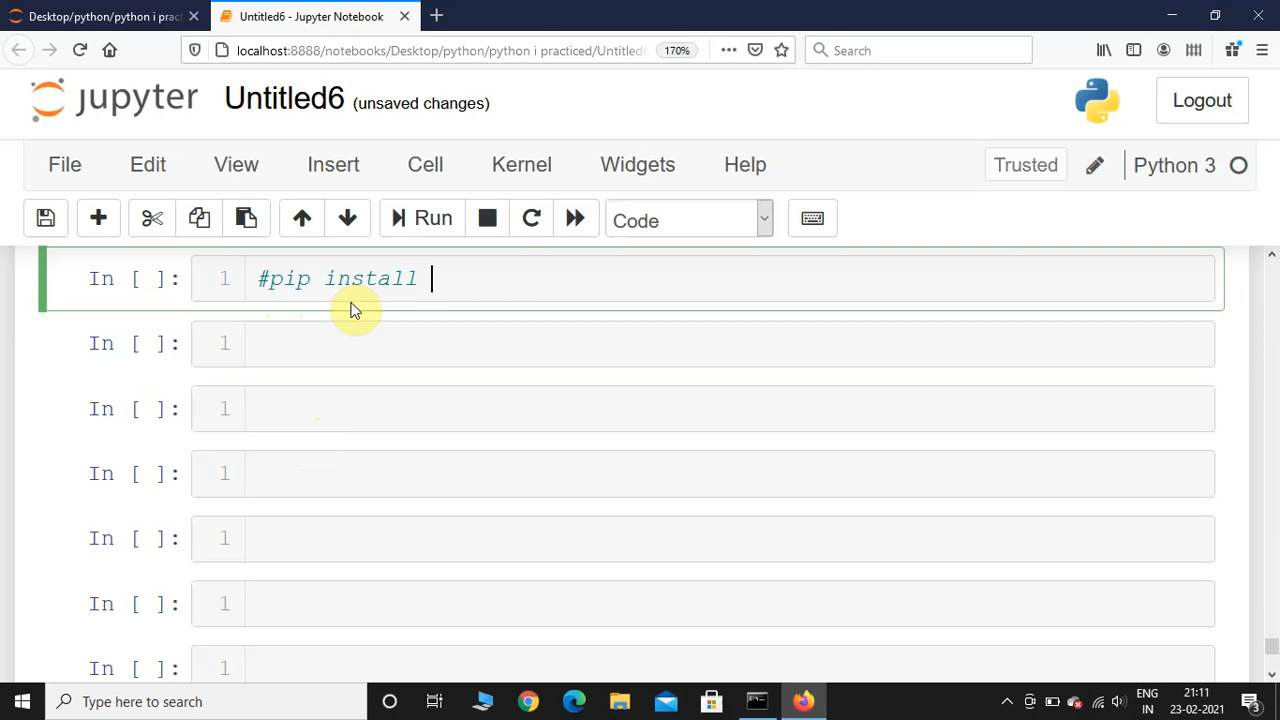 Desktop/python/python i prac
Untitled6 - Jupyter Notebook
localhost:8888/notebooks/Desktop/python/python i practiced/Untitled6
170%
Search
jupyter
Untitled6 (unsaved changes)
Logout
File
Edit
View
Insert
Cell
Kernel
Widgets
Help
Trusted
Python 3
Run
Code
In [ ]:
1
#pip install
In [ ]:
1
In [ ]:
1
In [ ]:
1
In [ ]:
1
In [ ]:
1
In [ ]:
1
Type here to search
ENG
IN
21:11
23-02-2021
3